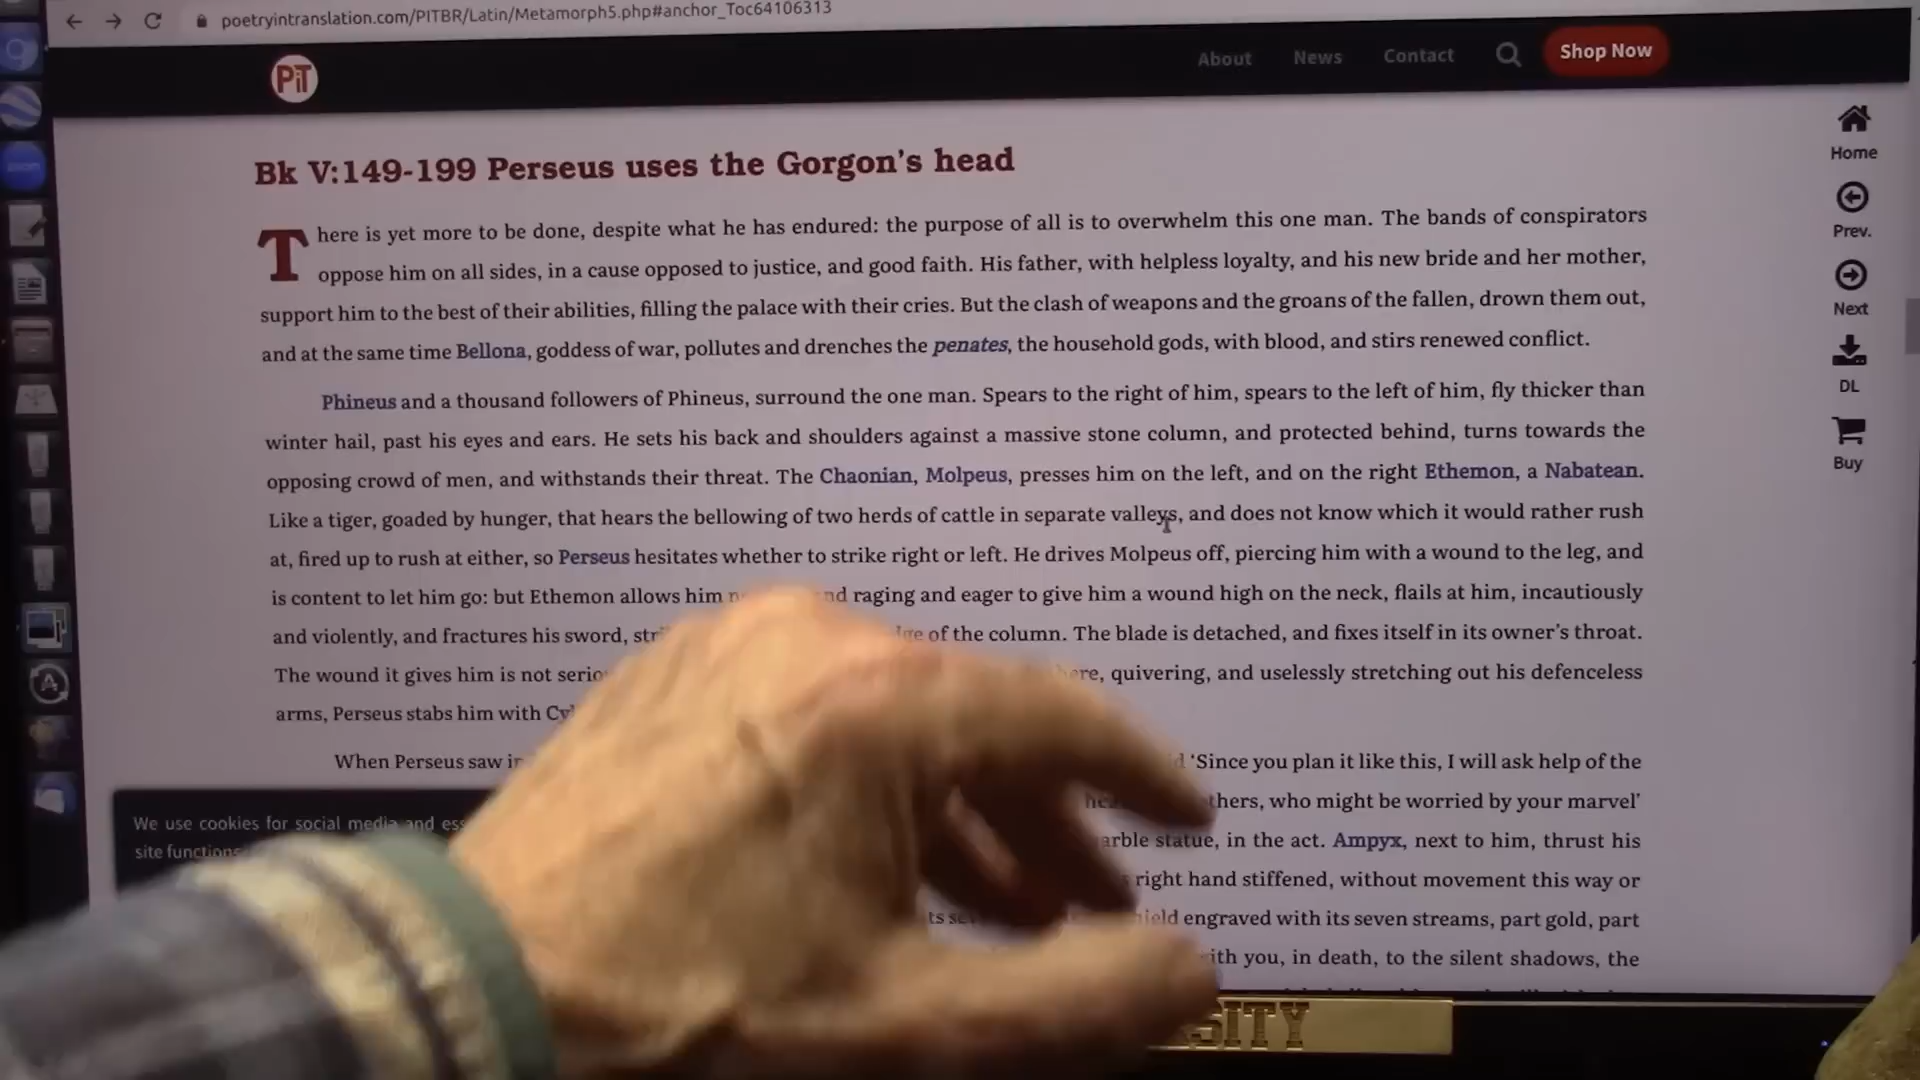 poetryintranslation.com/PITBR/Latin/Metamorph5.php#anchor_Toc64106313
PiT
About News Contact Shop Now
Home
Prev.
Next
DL
Buy
Bk V:149-199 Perseus uses the Gorgon's head
There is yet more to be done, despite what he has endured: the purpose of all is to overwhelm this one man. The bands of conspirators
oppose him on all sides, in a cause opposed to justice, and good faith. His father, with helpless loyalty, and his new bride and her mother,
support him to the best of their abilities, filling the palace with their cries. But the clash of weapons and the groans of the fallen, drown them out,
and at the same time Bellona, goddess of war, pollutes and drenches the penates, the household gods, with blood, and stirs renewed conflict.
Phineus and a thousand followers of Phineus, surround the one man. Spears to the right of him, spears to the left of him, fly thicker than
winter hail, past his eyes and ears. He sets his back and shoulders against a massive stone column, and protected behind, turns towards the
opposing crowd of men, and withstands their threat. The Chaonian, Molpeus, presses him on the left, and on the right Ethemon, a Nabatean.
Like a tiger, goaded by hunger, that hears the bellowing of two herds of cattle in separate valleys, and does not know which it would rather rush
at, fired up to rush at either, so Perseus hesitates whether to strike right or left. He drives Molpeus off, piercing him with a wound to the leg, and
is content to let him go: but Ethemon allows him raging and eager to give him a wound high on the neck, flails at him, incautiously
and violently, and fractures his sword, of the column. The blade is detached, and fixes itself in its owner's throat.
The wound it gives him is not quivering, and uselessly stretching out his defenceless
arms, Perseus stabs him with
When Perseus saw 'Since you plan it like this, I will ask help of the
who might be worried by your marvel'
statue, in the act. Ampyx, next to him, thrust his
right hand stiffened, without movement this way or
engraved with its seven streams, part gold, part
you, in death, to the silent shadows, the
We use cookies for social media and
site